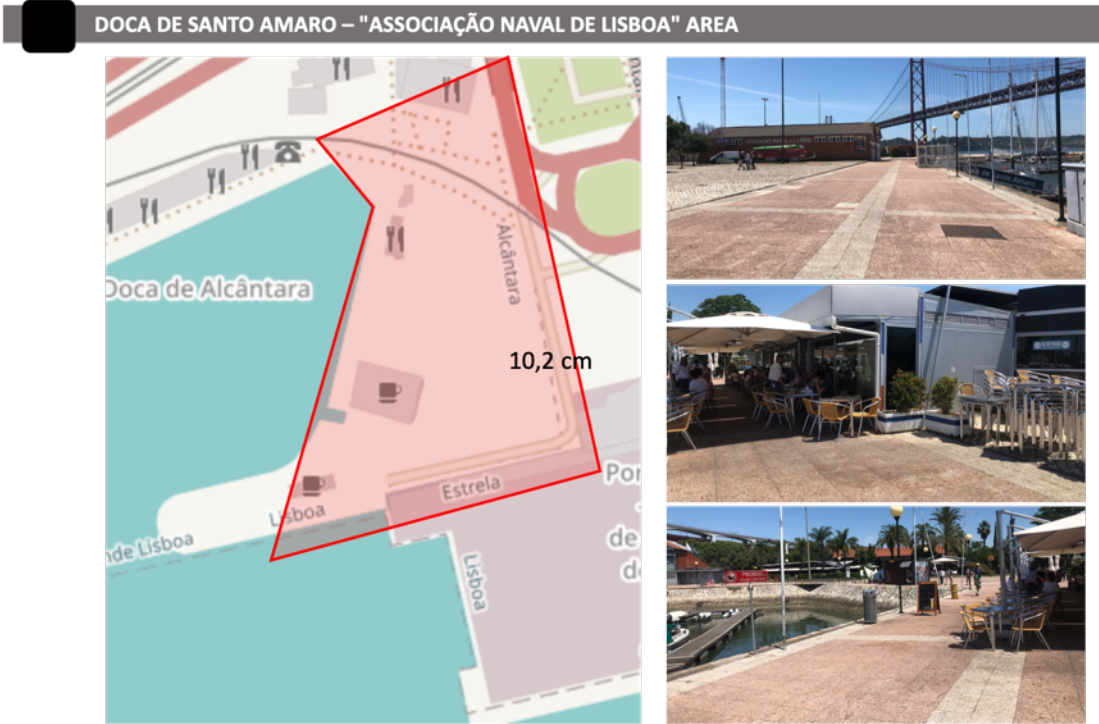 DOCA DE SANTO AMARO – "ASSOCIAÇÃO NAVAL DE LISBOA" AREA
Doca de Alcântara
Alcântara
10,2 cm
Estrela
Lisboa
nde Lisboa
Lisboa
Por
de
de